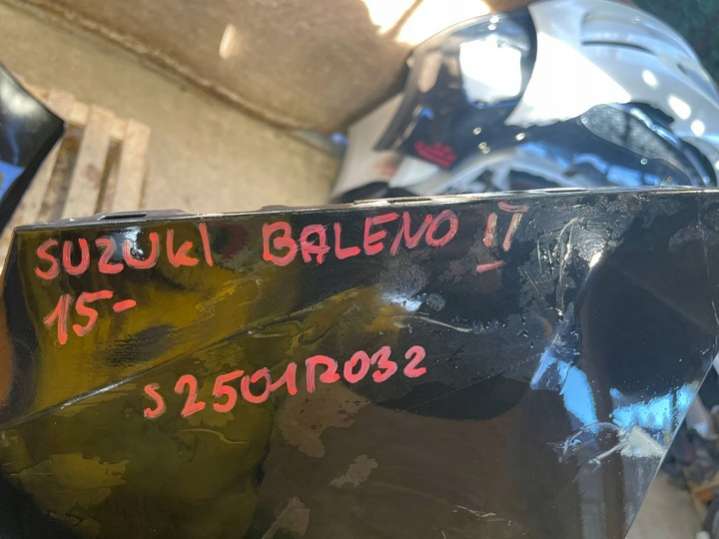 SUZUKI BALENO II
15-
S2501R032